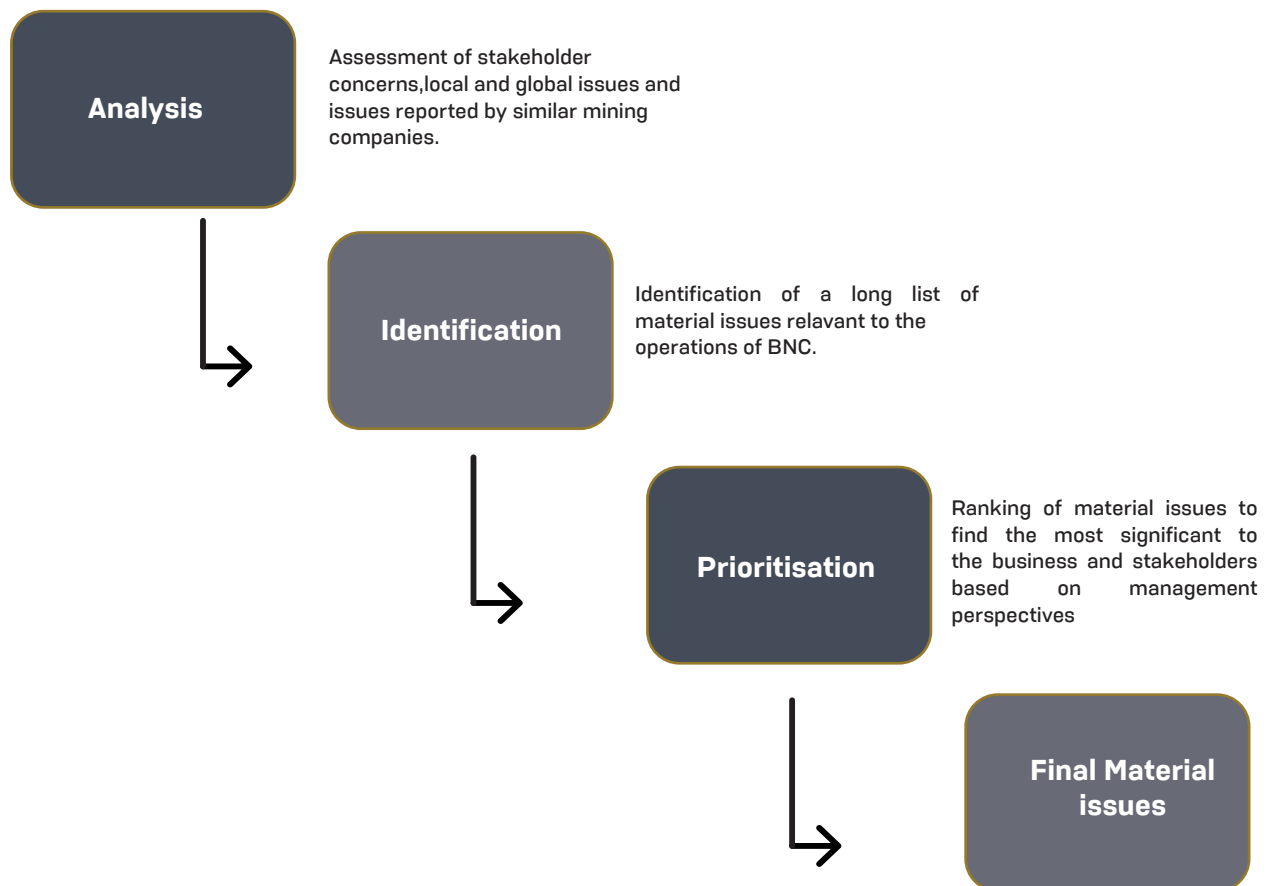 Analysis
Assessment of stakeholder
concerns,local and global issues and
issues reported by similar mining
companies.
Identification
Identification of a long list of
material issues relavant to the
operations of BNC.
Prioritisation
Ranking of material issues to
find the most significant to
the business and stakeholders
based on management
perspectives
Final Material
issues